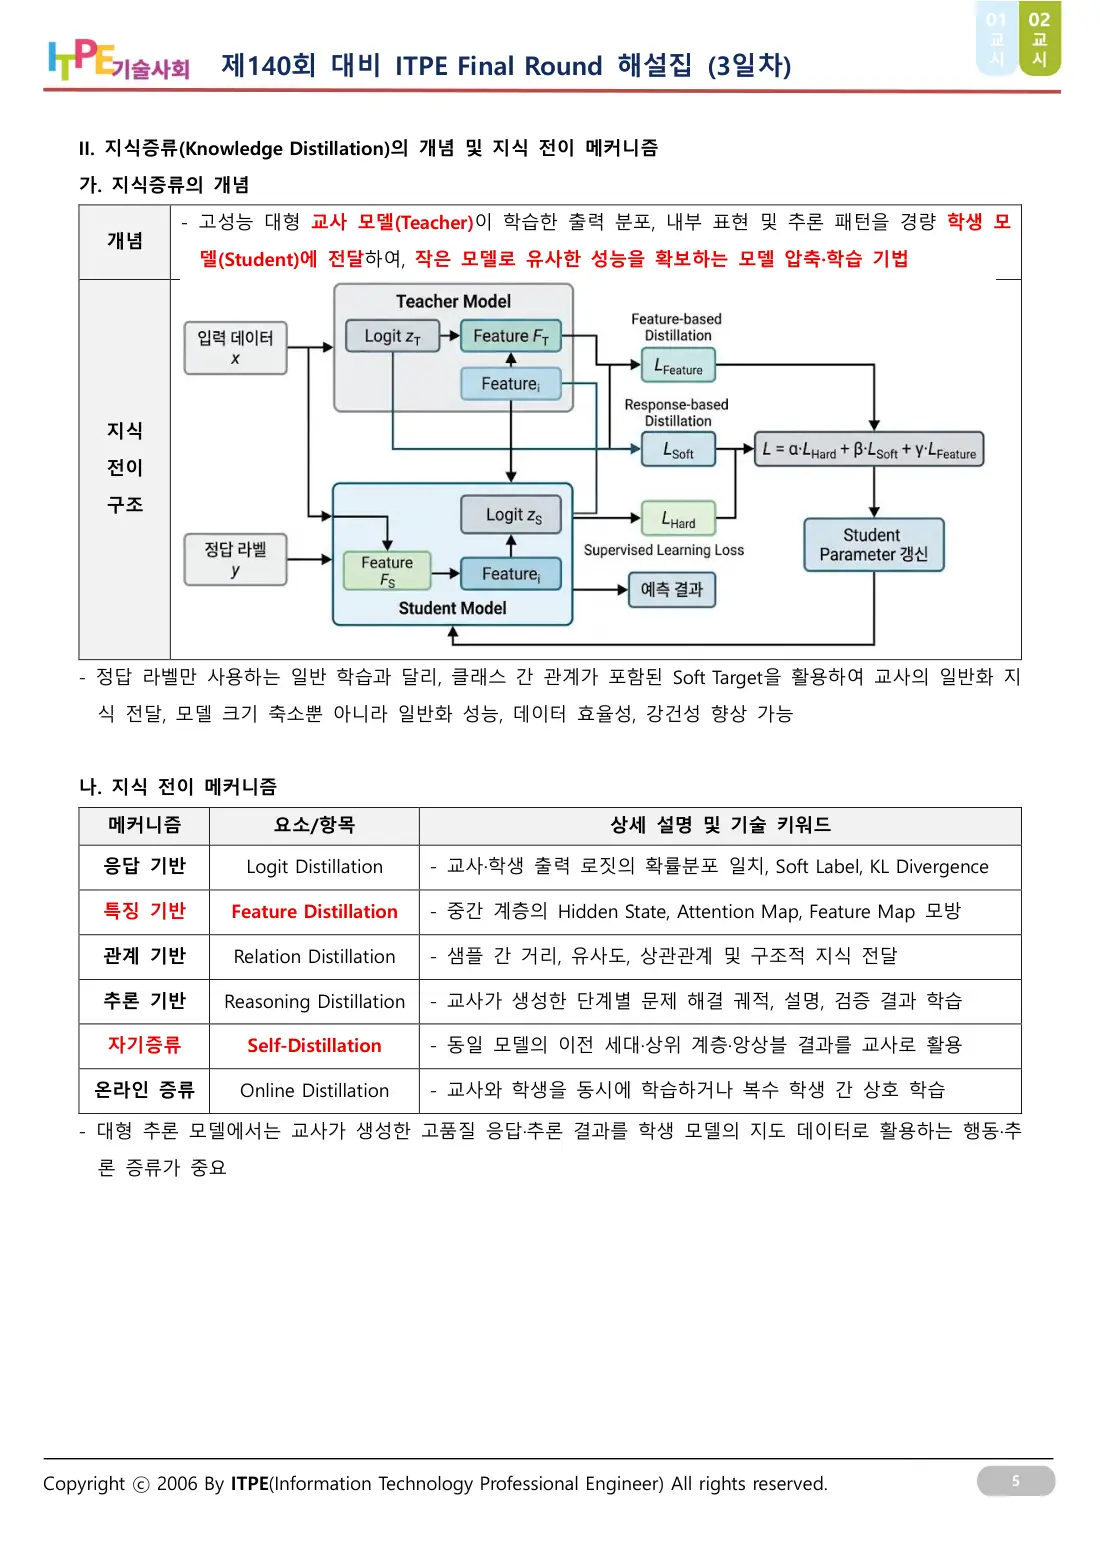 01
교
시
02
교
시
ITPE기술사회 제140회 대비 ITPE Final Round 해설집 (3일차)
II. 지식증류(Knowledge Distillation)의 개념 및 지식 전이 메커니즘
가. 지식증류의 개념
개념
- 고성능 대형 교사 모델(Teacher)이 학습한 출력 분포, 내부 표현 및 추론 패턴을 경량 학생 모
델(Student)에 전달하여, 작은 모델로 유사한 성능을 확보하는 모델 압축·학습 기법
지식
전이
구조
입력 데이터
x
정답 라벨
y
Teacher Model
Logit zT
Feature FT
Featurei
Logit zS
Feature
FS
Featurei
Student Model
Feature-based
Distillation
LFeature
Response-based
Distillation
LSoft
LHard
Supervised Learning Loss
예측 결과
L = α·LHard + β·LSoft + γ·LFeature
Student
Parameter 갱신
- 정답 라벨만 사용하는 일반 학습과 달리, 클래스 간 관계가 포함된 Soft Target을 활용하여 교사의 일반화 지
식 전달, 모델 크기 축소뿐 아니라 일반화 성능, 데이터 효율성, 강건성 향상 가능
나. 지식 전이 메커니즘
메커니즘 요소/항목 상세 설명 및 기술 키워드
응답 기반 Logit Distillation - 교사·학생 출력 로짓의 확률분포 일치, Soft Label, KL Divergence
특징 기반 Feature Distillation - 중간 계층의 Hidden State, Attention Map, Feature Map 모방
관계 기반 Relation Distillation - 샘플 간 거리, 유사도, 상관관계 및 구조적 지식 전달
추론 기반 Reasoning Distillation - 교사가 생성한 단계별 문제 해결 궤적, 설명, 검증 결과 학습
자기증류 Self-Distillation - 동일 모델의 이전 세대·상위 계층·앙상블 결과를 교사로 활용
온라인 증류 Online Distillation - 교사와 학생을 동시에 학습하거나 복수 학생 간 상호 학습
- 대형 추론 모델에서는 교사가 생성한 고품질 응답·추론 결과를 학생 모델의 지도 데이터로 활용하는 행동·추
론 증류가 중요
Copyright ⓒ 2006 By ITPE(Information Technology Professional Engineer) All rights reserved.
5